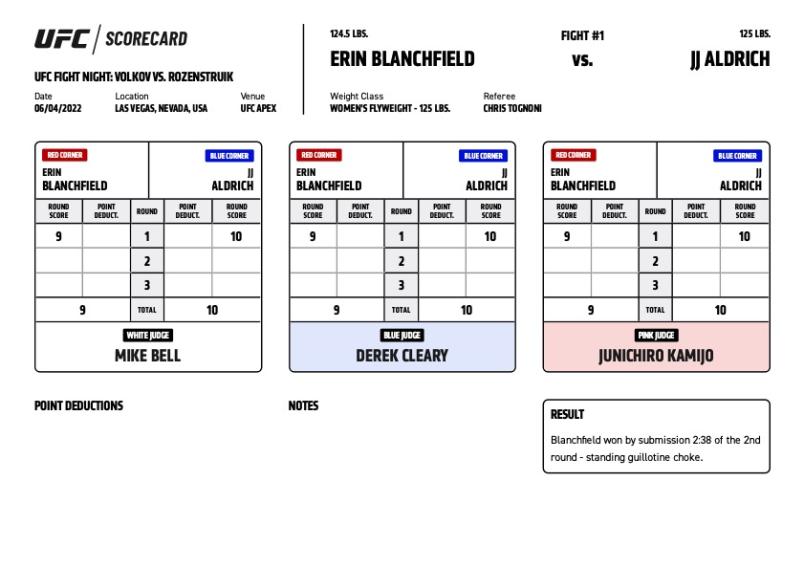 UFC / SCORECARD
UFC FIGHT NIGHT: VOLKOV VS. ROZENSTRUIK
Date Location Venue
06/04/2022 LAS VEGAS, NEVADA, USA UFC APEX
124.5 LBS. FIGHT #1 125 LBS.
ERIN BLANCHFIELD VS. JJ ALDRICH
Weight Class Referee
WOMEN'S FLYWEIGHT - 125 LBS. CHRIS TOGNONI
RED CORNER BLUE CORNER
ERIN JJ
BLANCHFIELD ALDRICH
ROUND SCORE POINT DEDUCT. ROUND POINT DEDUCT. ROUND SCORE
9 1 10
2
3
9 TOTAL 10
WHITE JUDGE
MIKE BELL
RED CORNER BLUE CORNER
ERIN JJ
BLANCHFIELD ALDRICH
ROUND SCORE POINT DEDUCT. ROUND POINT DEDUCT. ROUND SCORE
9 1 10
2
3
9 TOTAL 10
BLUE JUDGE
DEREK CLEARY
RED CORNER BLUE CORNER
ERIN JJ
BLANCHFIELD ALDRICH
ROUND SCORE POINT DEDUCT. ROUND POINT DEDUCT. ROUND SCORE
9 1 10
2
3
9 TOTAL 10
PINK JUDGE
JUNICHIRO KAMIJO
POINT DEDUCTIONS
NOTES
RESULT
Blanchfield won by submission 2:38 of the 2nd
round - standing guillotine choke.